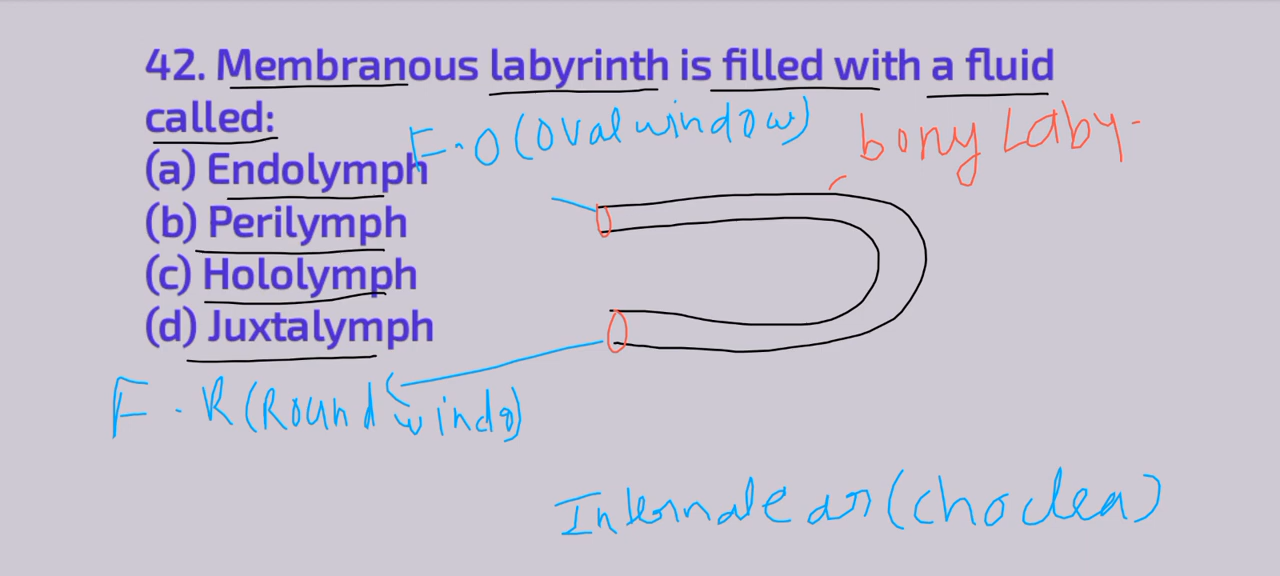 42. Membranous labyrinth is filled with a fluid
called:
F.O (Oval window)
bony Laby.
(a) Endolymph
(b) Perilymph
(c) Hololymph
(d) Juxtalymph
F.R (Round windo)
Internal ear (choclea)